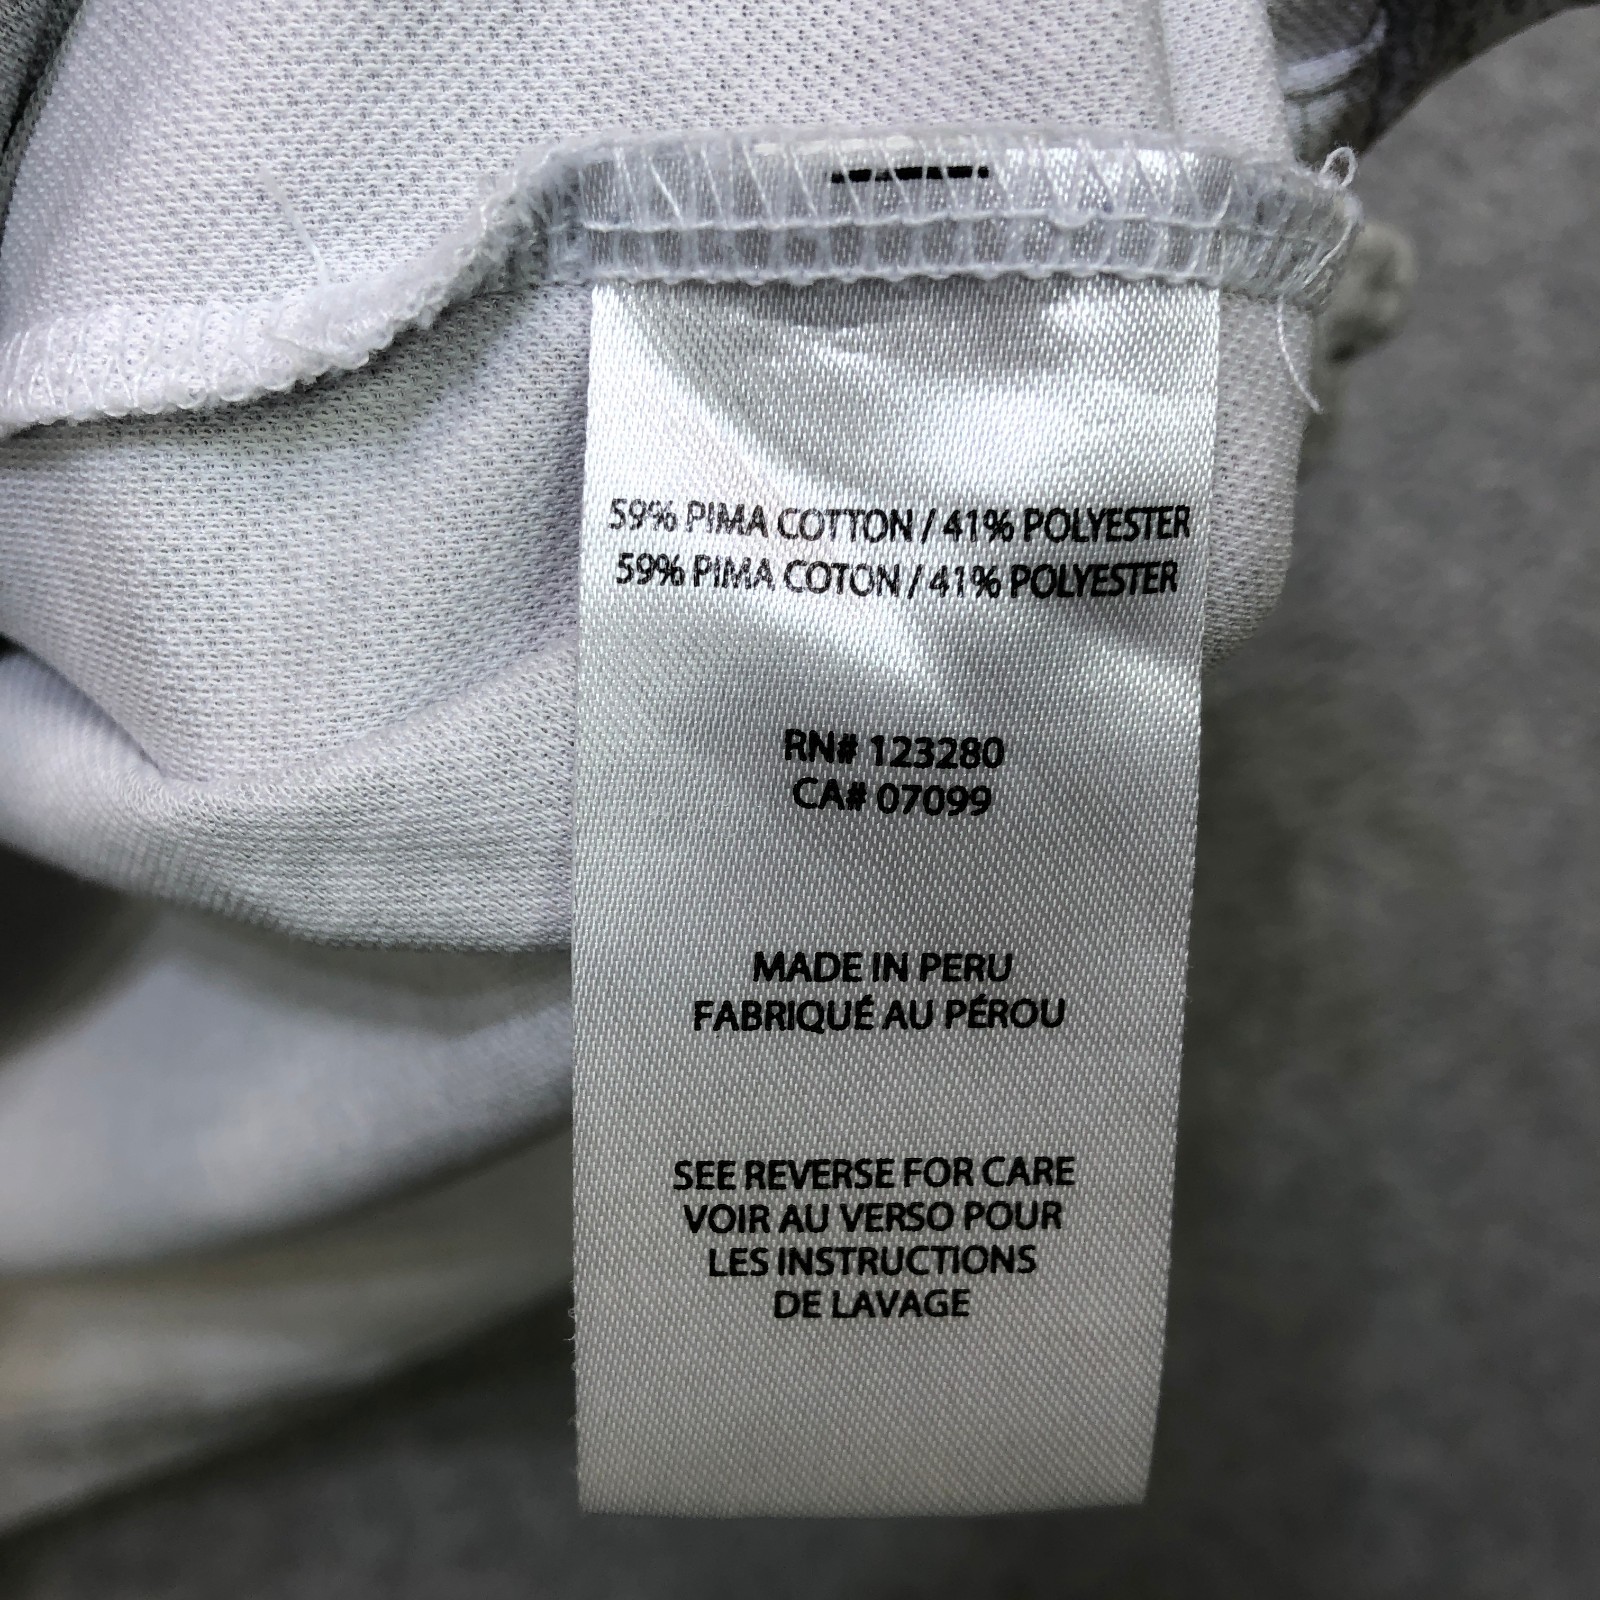 59% PIMA COTTON / 41% POLYESTER
59% PIMA COTON / 41% POLYESTER
RN# 123280
CA# 07099
MADE IN PERU
FABRIQUÉ AU PÉROU
SEE REVERSE FOR CARE
VOIR AU VERSO POUR
LES INSTRUCTIONS
DE LAVAGE